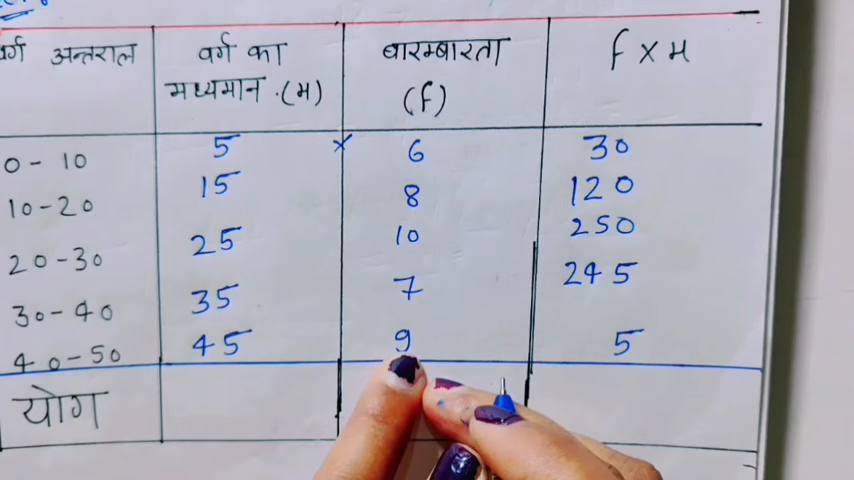 वर्ग अन्तराल वर्ग का मध्यमान.(म) बारम्बारता (f) f x म
0 - 10 5 x 6 30
10 - 20 15 8 120
20 - 30 25 10 250
30 - 40 35 7 245
40 - 50 45 9 5
योग